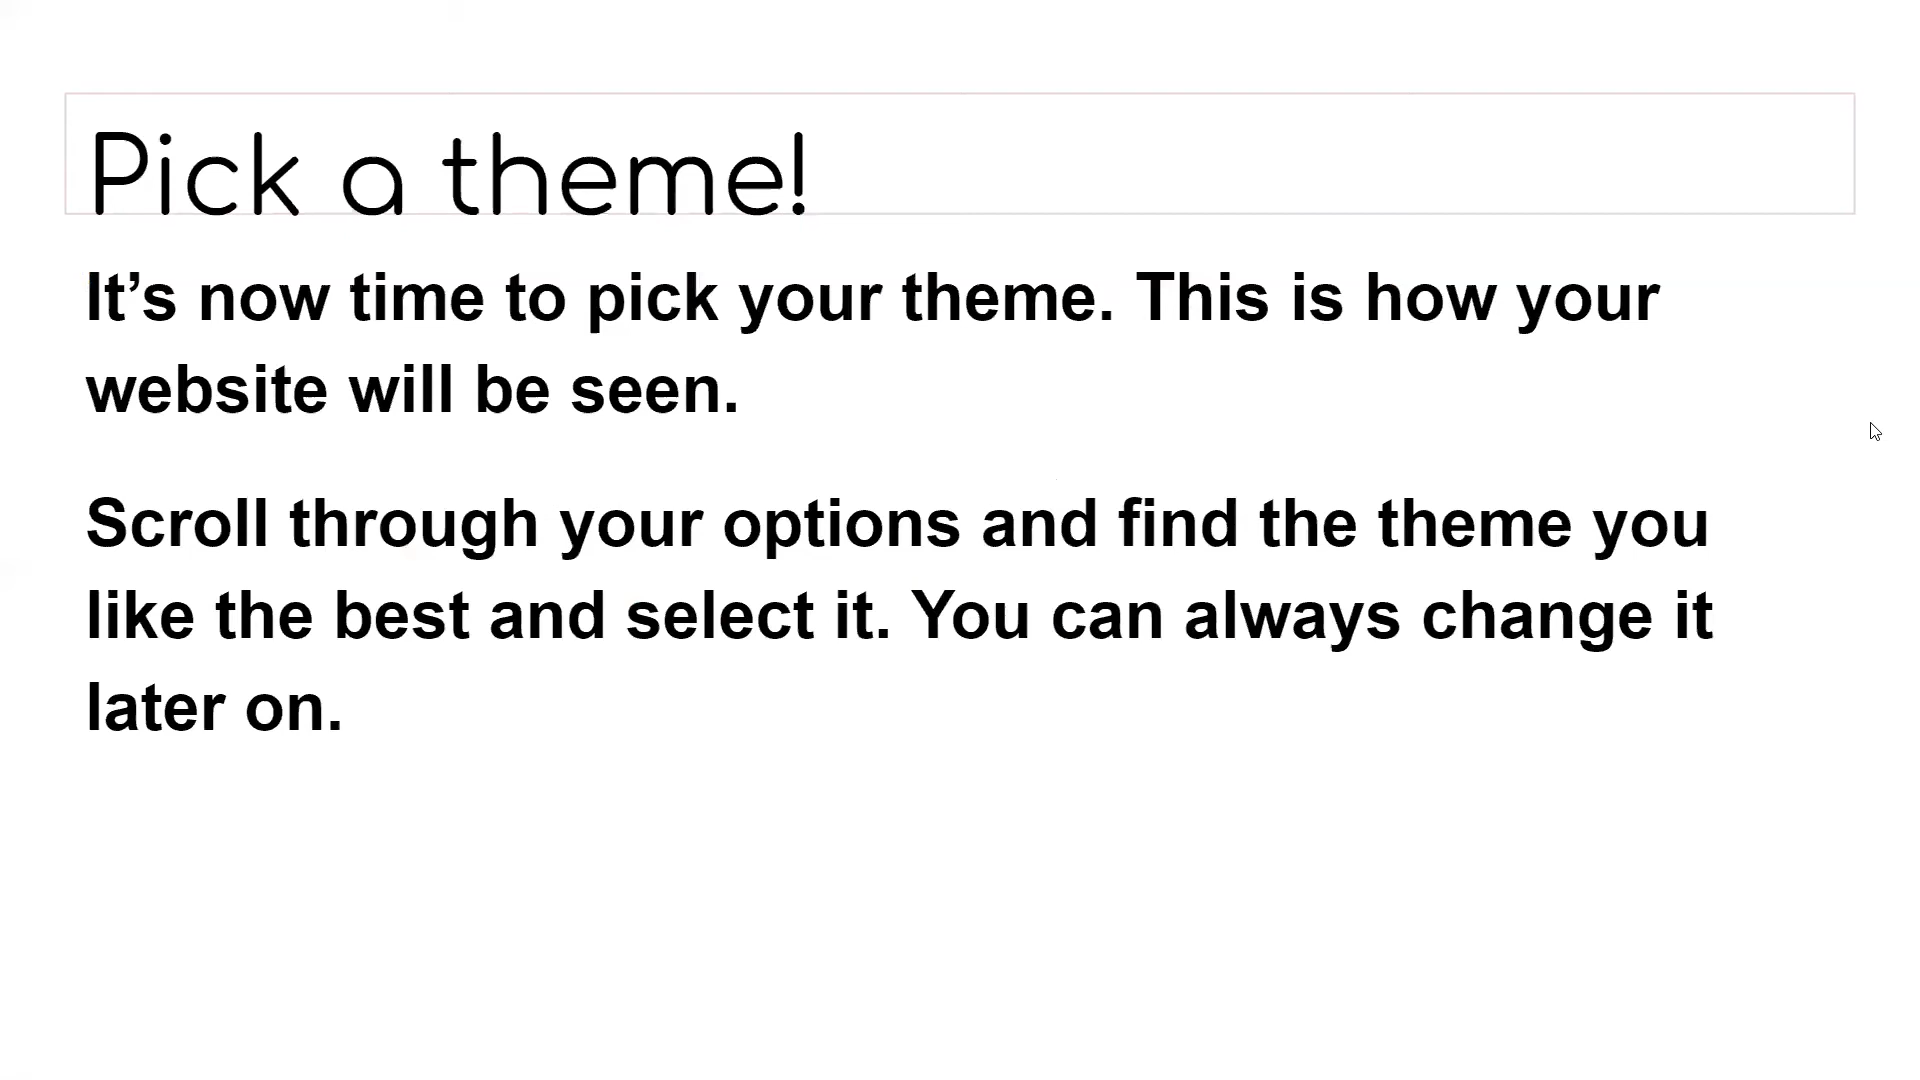 Pick a theme!
It’s now time to pick your theme. This is how your
website will be seen.
Scroll through your options and find the theme you
like the best and select it. You can always change it
later on.